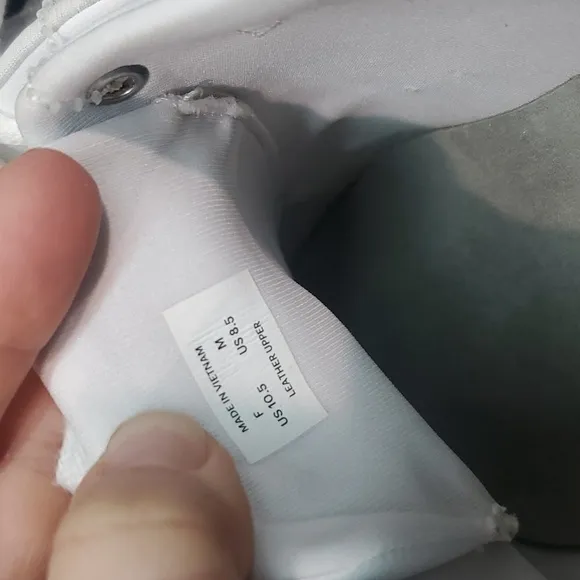 MADE IN VIETNAM
F M
US 10.5 US 8.5
LEATHER UPPER